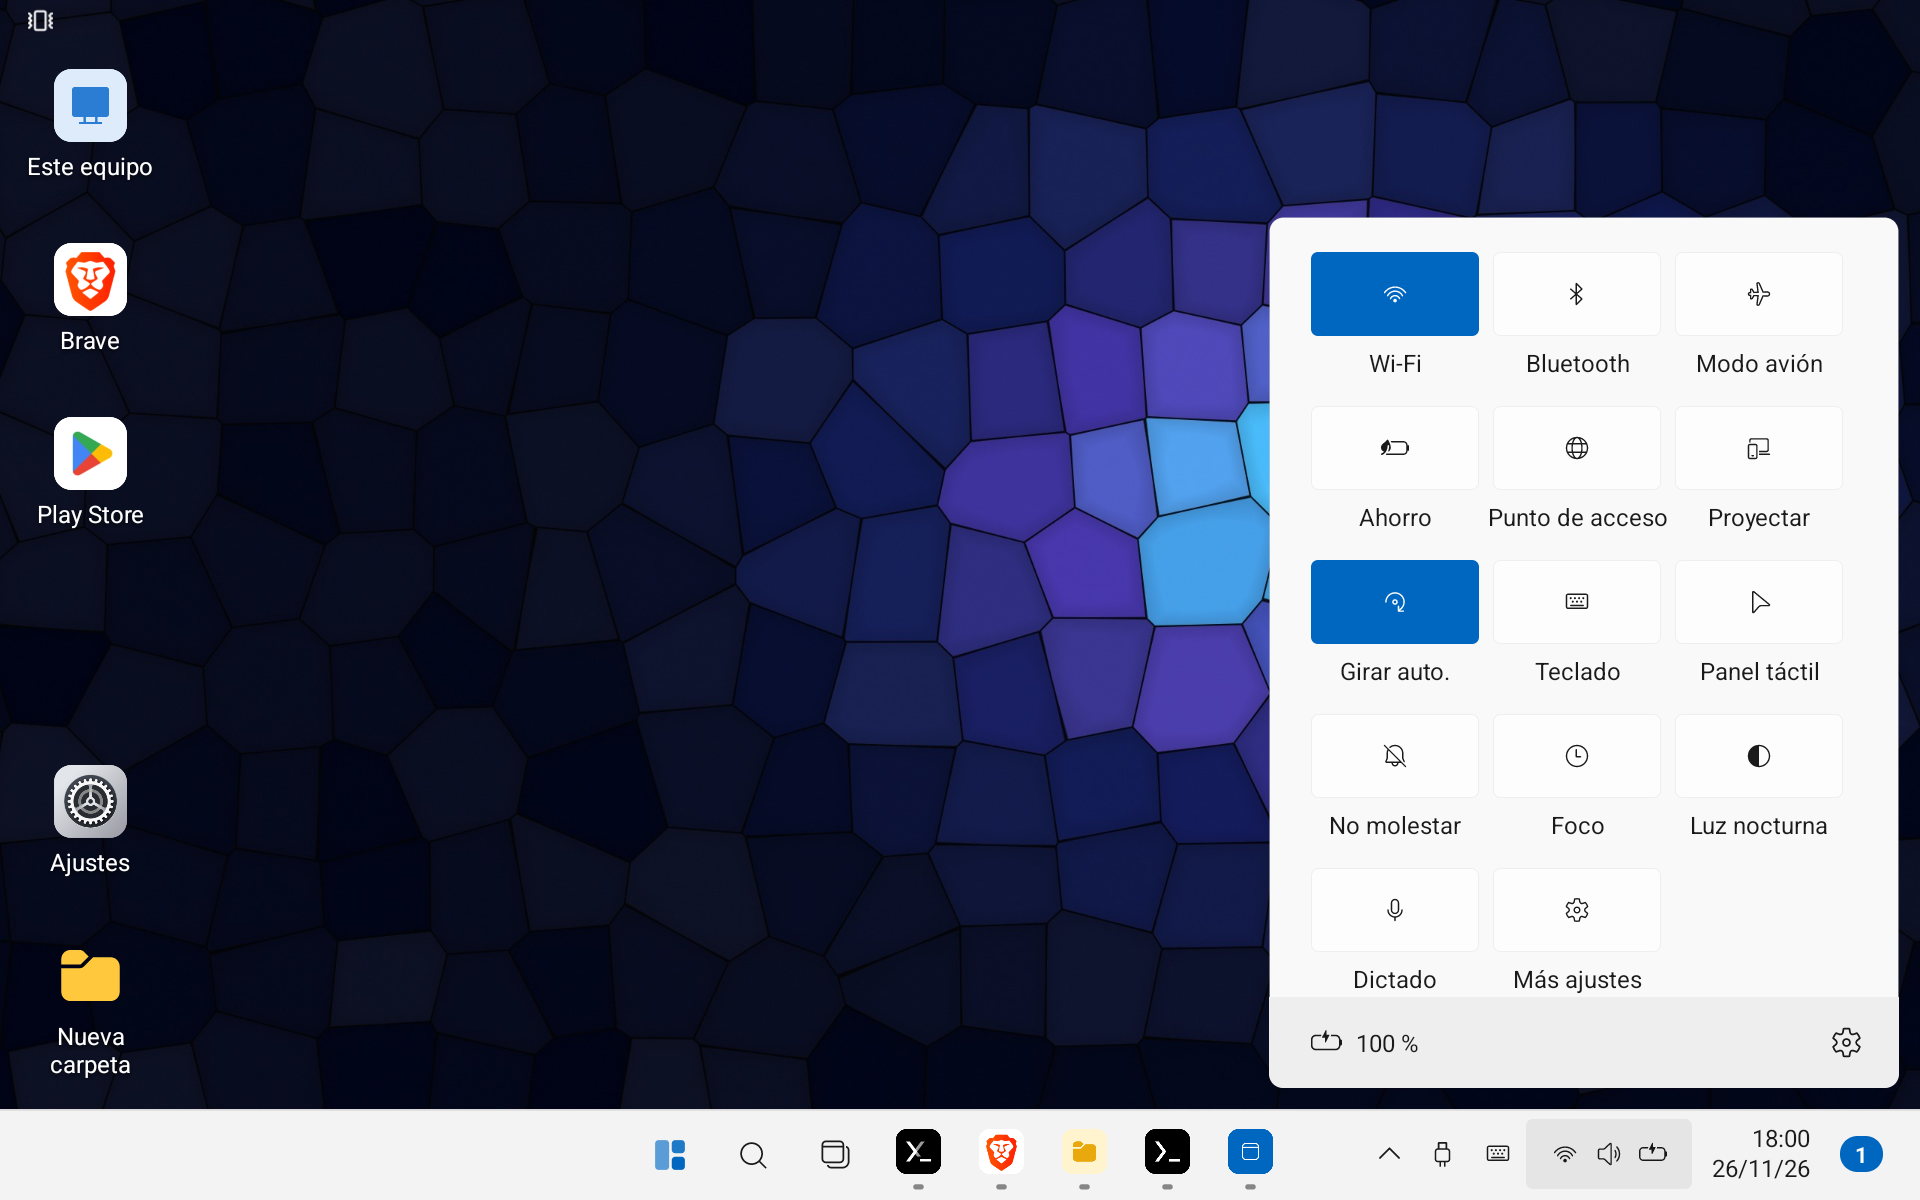 Este equipo
Brave
Play Store
Ajustes
Nueva
carpeta
Wi-Fi
Bluetooth
Modo avión
Ahorro
Punto de acceso
Proyectar
Girar auto.
Teclado
Panel táctil
No molestar
Foco
Luz nocturna
Dictado
Más ajustes
100 %
18:00
26/11/26
1